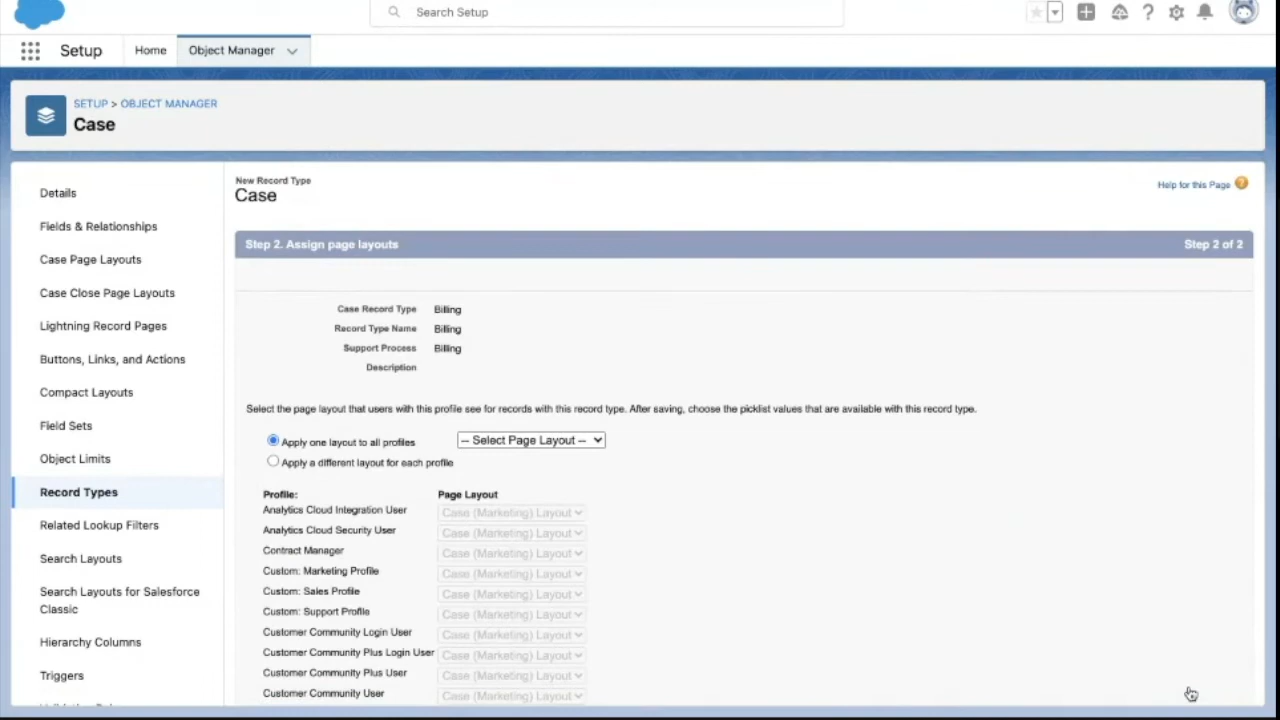 Search Setup
Setup
Home
Object Manager
SETUP > OBJECT MANAGER
Case
Details
Fields & Relationships
Case Page Layouts
Case Close Page Layouts
Lightning Record Pages
Buttons, Links, and Actions
Compact Layouts
Field Sets
Object Limits
Record Types
Related Lookup Filters
Search Layouts
Search Layouts for Salesforce
Classic
Hierarchy Columns
Triggers
New Record Type
Case
Help for this Page
Step 2. Assign page layouts Step 2 of 2
Case Record Type Billing
Record Type Name Billing
Support Process Billing
Description
Select the page layout that users with this profile see for records with this record type. After saving, choose the picklist values that are available with this record type.
Apply one layout to all profiles -- Select Page Layout --
Apply a different layout for each profile
Profile: Page Layout
Analytics Cloud Integration User Case (Marketing) Layout
Analytics Cloud Security User Case (Marketing) Layout
Contract Manager Case (Marketing) Layout
Custom: Marketing Profile Case (Marketing) Layout
Custom: Sales Profile Case (Marketing) Layout
Custom: Support Profile Case (Marketing) Layout
Customer Community Login User Case (Marketing) Layout
Customer Community Plus Login User Case (Marketing) Layout
Customer Community Plus User Case (Marketing) Layout
Customer Community User Case (Marketing) Layout